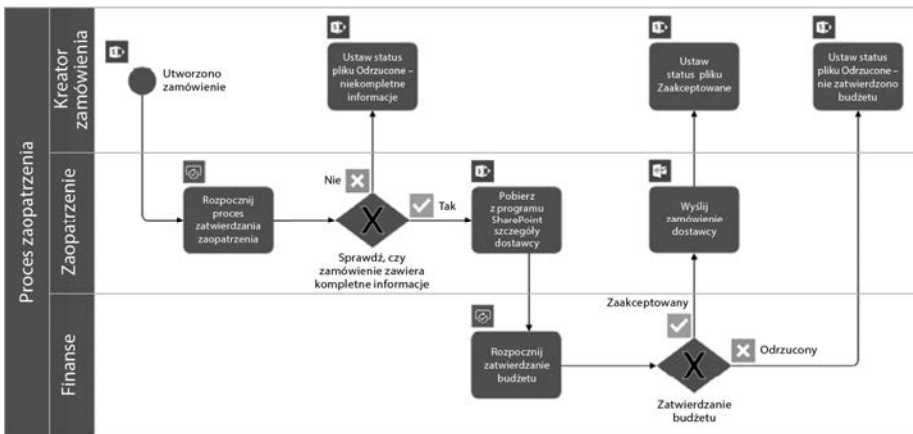 Proces zaopatrzenia
Kreator
zamówienia
Utworzono
zamówienie
Ustaw status
pliku Odrzucone –
niekompletne
informacje
Ustaw
status pliku
Zaakceptowane
Ustaw status
pliku Odrzucone –
nie zatwierdzono
budżetu
Zaopatrzenie
Rozpocznij
proces
zatwierdzania
zaopatrzenia
Nie
X
Tak
Sprawdź, czy
zamówienie zawiera
kompletne informacje
Pobierz
z programu
SharePoint
szczegóły
dostawcy
Wyślij
zamówienie
dostawcy
Finanse
Rozpocznij
zatwierdzanie
budżetu
Zaakceptowany
X
Odrzucony
Zatwierdzanie
budżetu